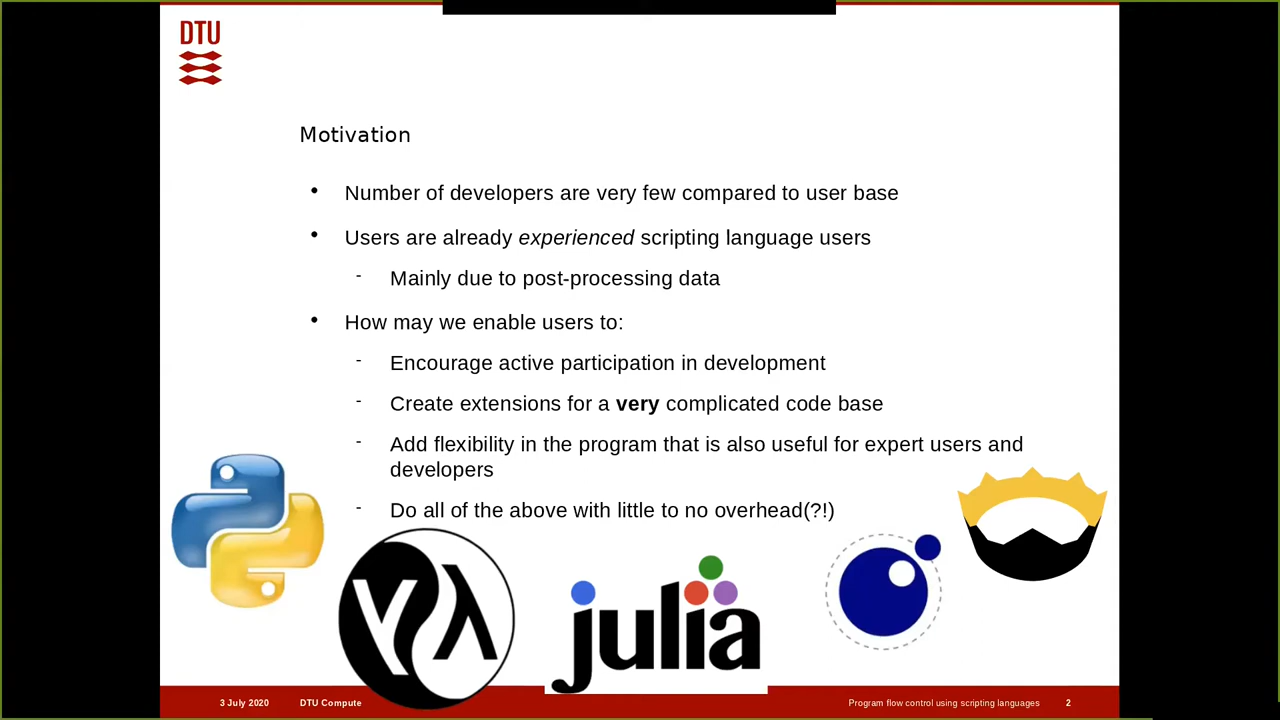 DTU
Motivation
• Number of developers are very few compared to user base
• Users are already experienced scripting language users
- Mainly due to post-processing data
• How may we enable users to:
- Encourage active participation in development
- Create extensions for a very complicated code base
- Add flexibility in the program that is also useful for expert users and
developers
- Do all of the above with little to no overhead(?!)
julia
3 July 2020 DTU Compute Program flow control using scripting languages 2